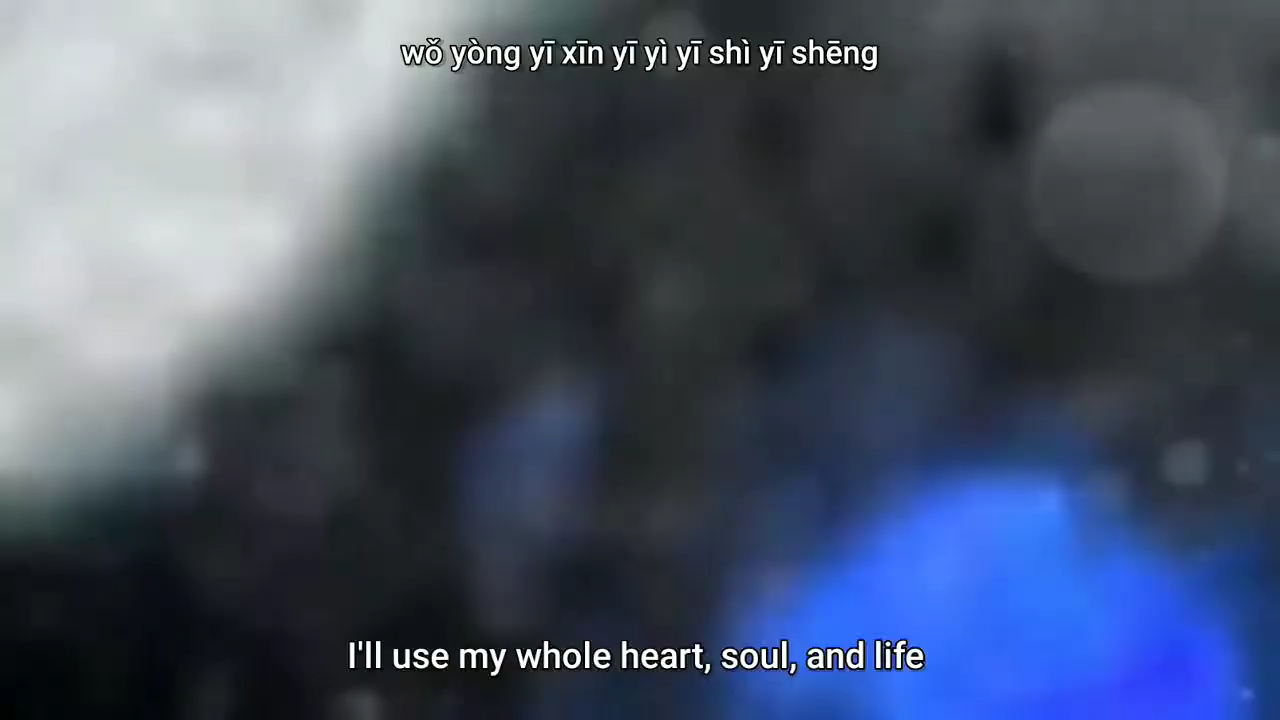 wǒ yòng yī xīn yī yì yī shì yī shēng
I'll use my whole heart, soul, and life